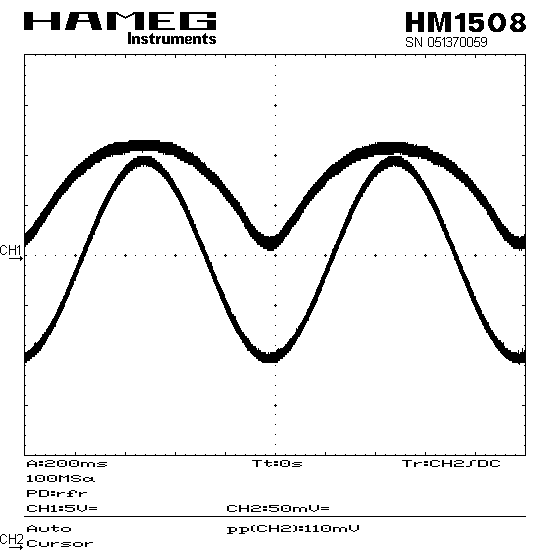 HAMEG
Instruments
HM1508
SN 051370059
CH1
A:200ms Tt:0s Tr:CH2∫DC
100MSa
PD:rfr
CH1:5V= CH2:50mV=
Auto pp(CH2):110mV
CH2
Cursor